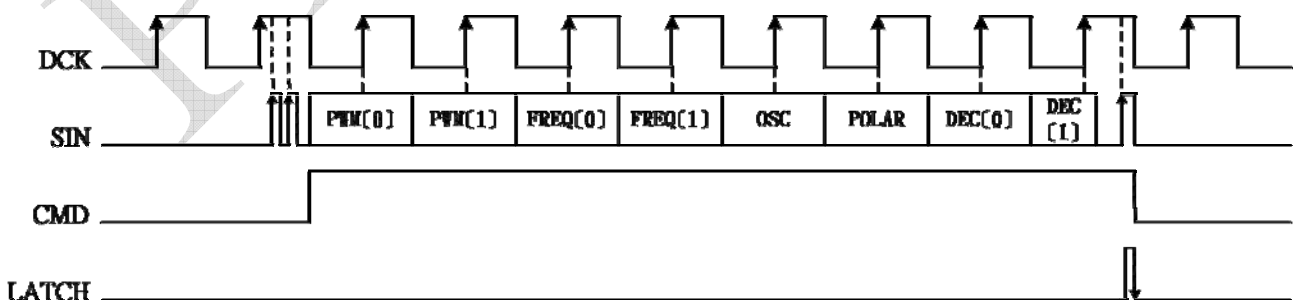 DCK
SIN PWM[0] PWM[1] FREQ[0] FREQ[1] OSC POLAR DEC[0] DEC
[1]
CMD
LATCH